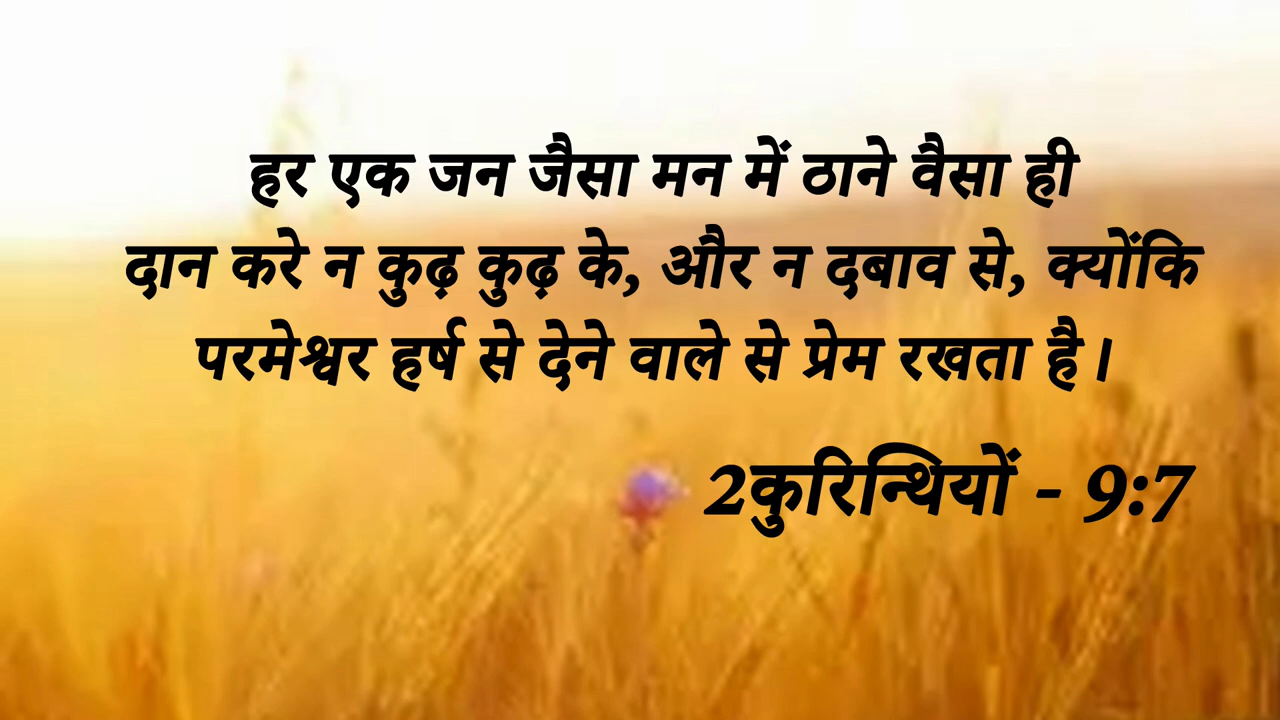 हर एक जन जैसा मन में ठाने वैसा ही
दान करे न कुढ़ कुढ़ के, और न दबाव से, क्योंकि
परमेश्वर हर्ष से देने वाले से प्रेम रखता है।
2कुरिन्थियों - 9:7